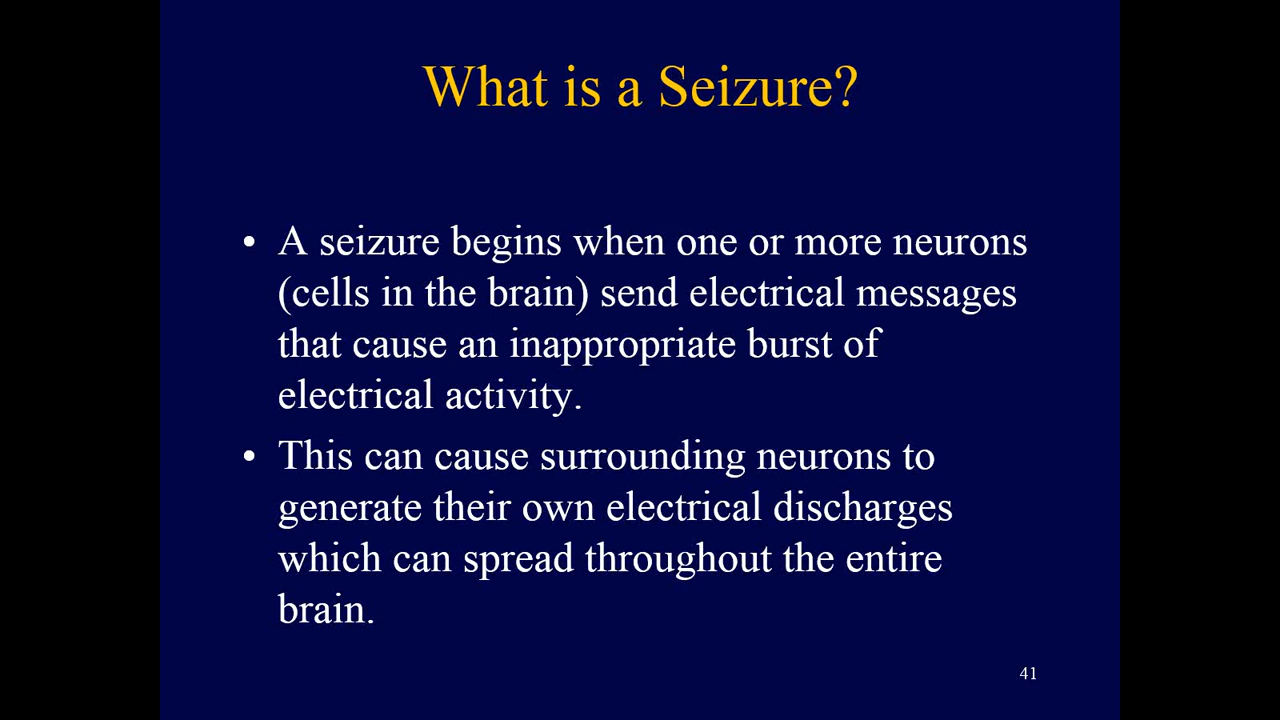 What is a Seizure?
• A seizure begins when one or more neurons
(cells in the brain) send electrical messages
that cause an inappropriate burst of
electrical activity.
• This can cause surrounding neurons to
generate their own electrical discharges
which can spread throughout the entire
brain.
41